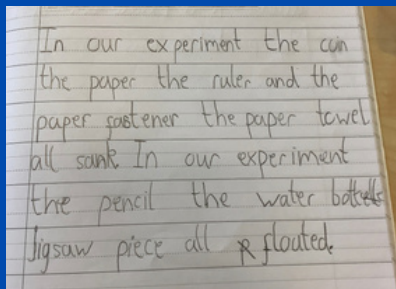 In our experiment the coin
the paper the ruler and the
paper fastener the paper towel
all sank In our experiment
the pencil the water
Jigsaw piece all floated.